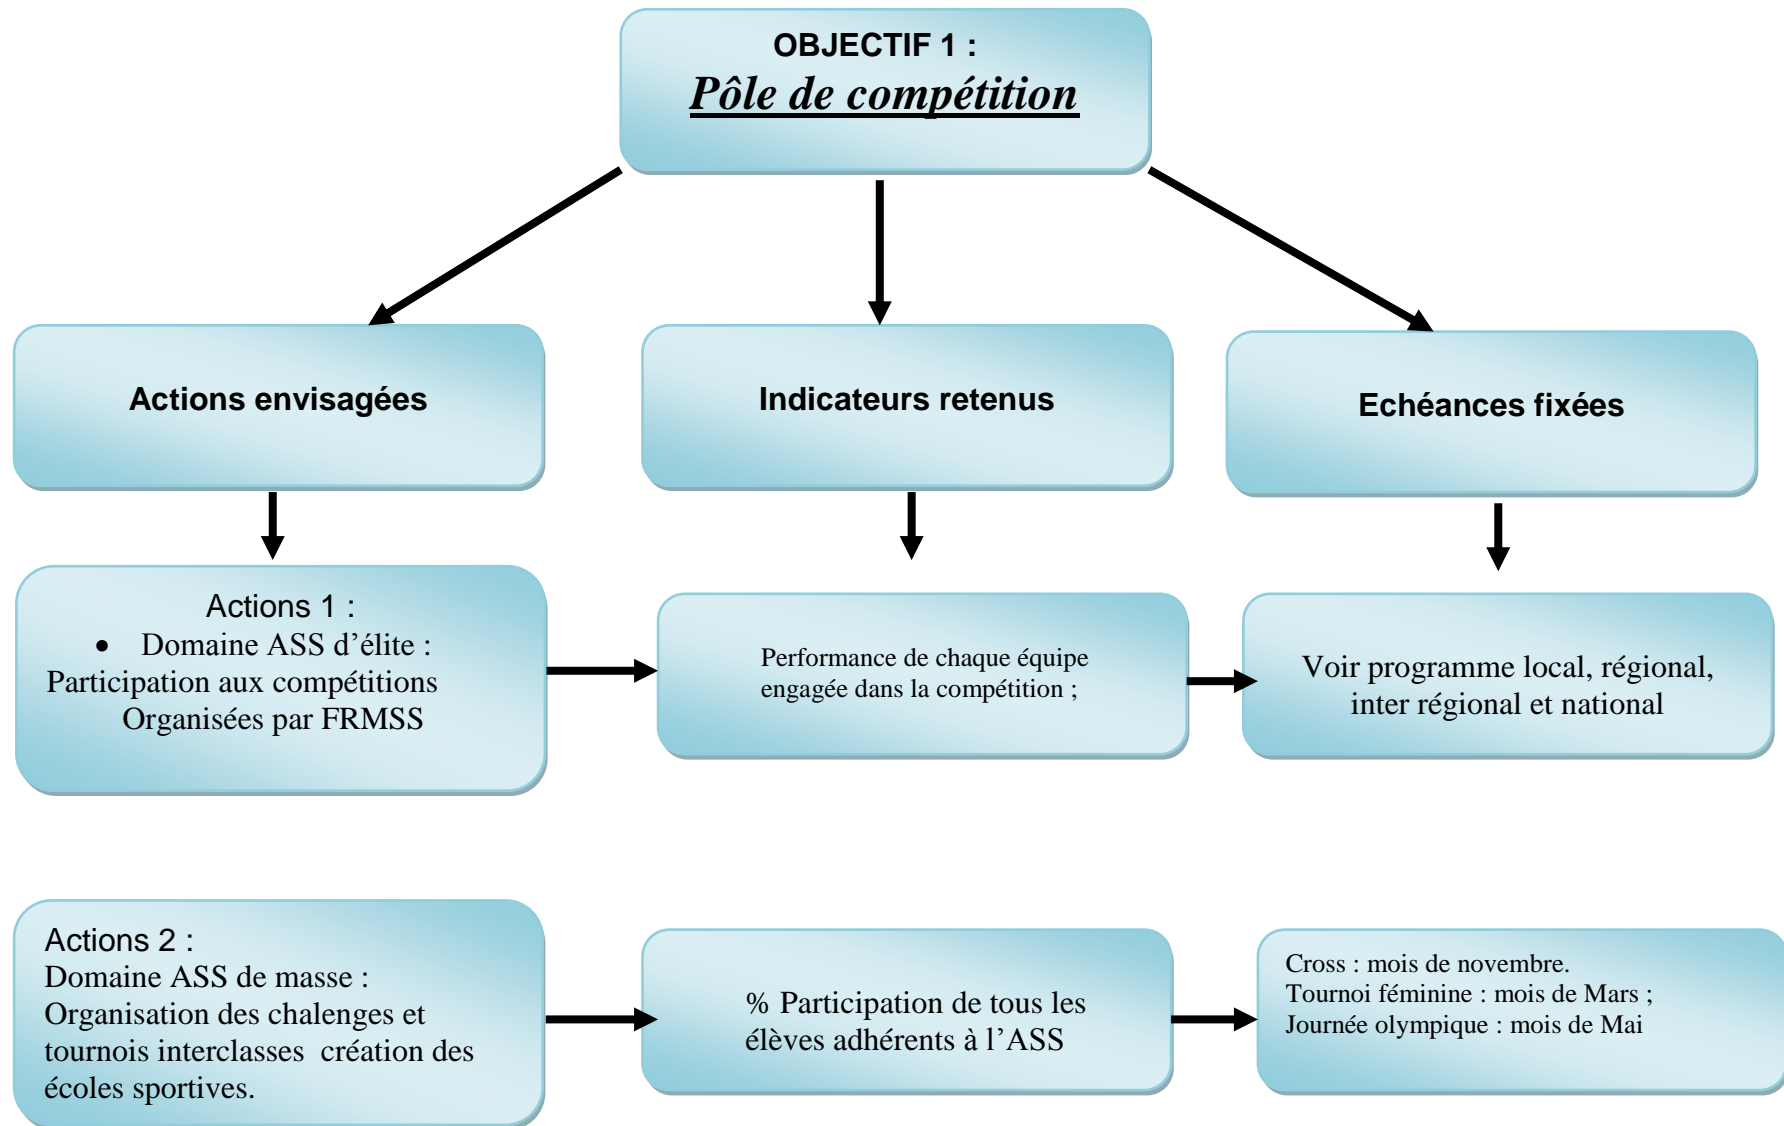 OBJECTIF 1 :
Pôle de compétition
Actions envisagées
Indicateurs retenus
Echéances fixées
Actions 1 :
• Domaine ASS d’élite :
Participation aux compétitions
Organisées par FRMSS
Performance de chaque équipe
engagée dans la compétition ;
Voir programme local, régional,
inter régional et national
Actions 2 :
Domaine ASS de masse :
Organisation des chalenges et
tournois interclasses création des
écoles sportives.
% Participation de tous les
élèves adhérents à l’ASS
Cross : mois de novembre.
Tournoi féminine : mois de Mars ;
Journée olympique : mois de Mai